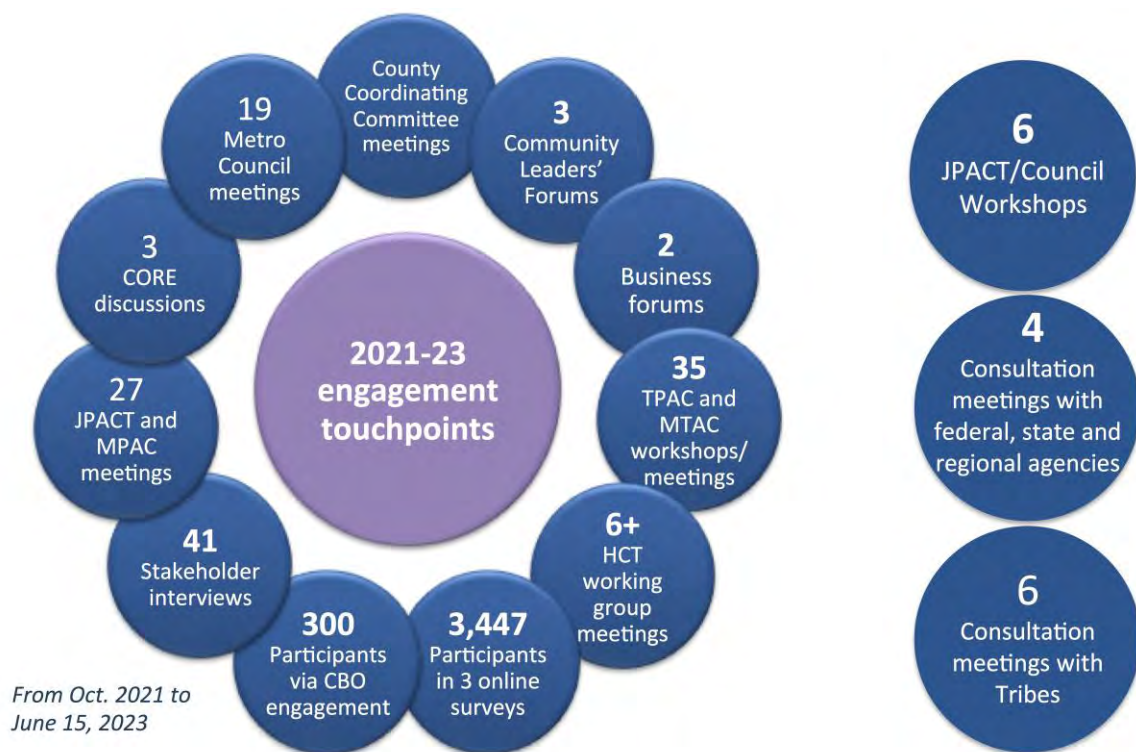 County
Coordinating
Committee
meetings
3
Community
Leaders’
Forums
2
Business
forums
35
TPAC and
MTAC
workshops/
meetings
6+
HCT
working
group
meetings
3,447
Participants
in 3 online
surveys
300
Participants
via CBO
engagement
41
Stakeholder
interviews
27
JPACT and
MPAC
meetings
3
CORE
discussions
19
Metro
Council
meetings
2021-23
engagement
touchpoints
6
JPACT/Council
Workshops
4
Consultation
meetings with
federal, state and
regional agencies
6
Consultation
meetings with
Tribes
From Oct. 2021 to
June 15, 2023